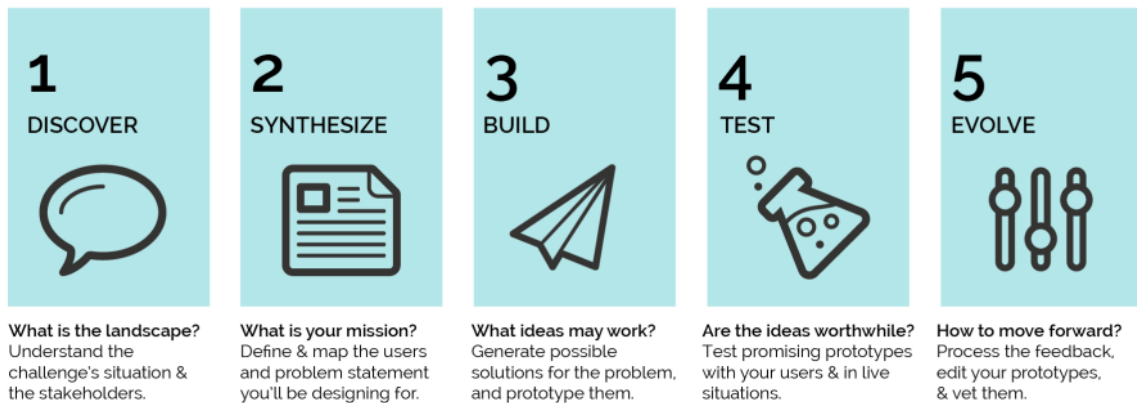 1
DISCOVER
What is the landscape?
Understand the
challenge's situation &
the stakeholders.
2
SYNTHESIZE
What is your mission?
Define & map the users
and problem statement
you'll be designing for.
3
BUILD
What ideas may work?
Generate possible
solutions for the problem,
and prototype them.
4
TEST
Are the ideas worthwhile?
Test promising prototypes
with your users & in live
situations.
5
EVOLVE
How to move forward?
Process the feedback,
edit your prototypes,
& vet them.